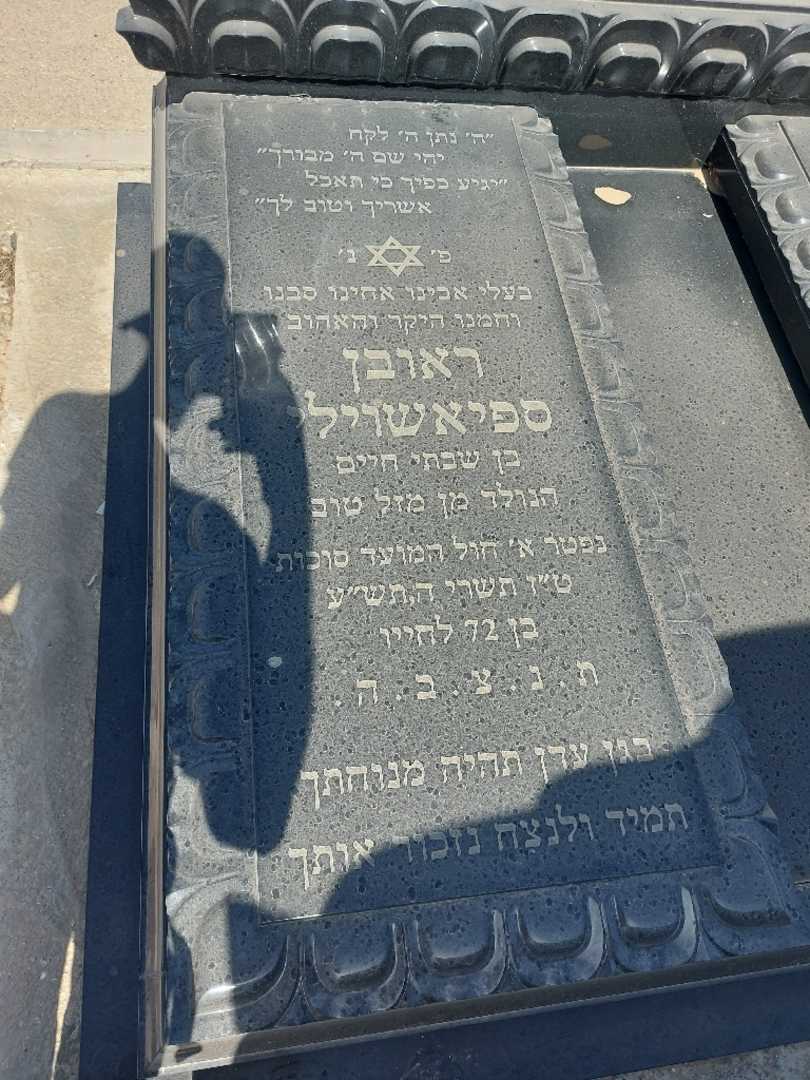 "ה' נתן ה' לקח
יהי שם ה' מבורך"
"יגיע כפיך כי תאכל
אשריך וטוב לך"
פ' נ'
בעלי אבינו אחינו סבנו
וחמנו היקר והאהוב
ראובן
ספיאשוילי
בן שבתי חיים
הנולד מן מזל טוב
נפטר א' חול המועד סוכות
ט"ז תשרי ה,תש"ע
בן 72 לחייו
ת . נ . צ . ב . ה .
בגן עדן תהיה מנוחתך
תמיד ולנצח נזכור אותך